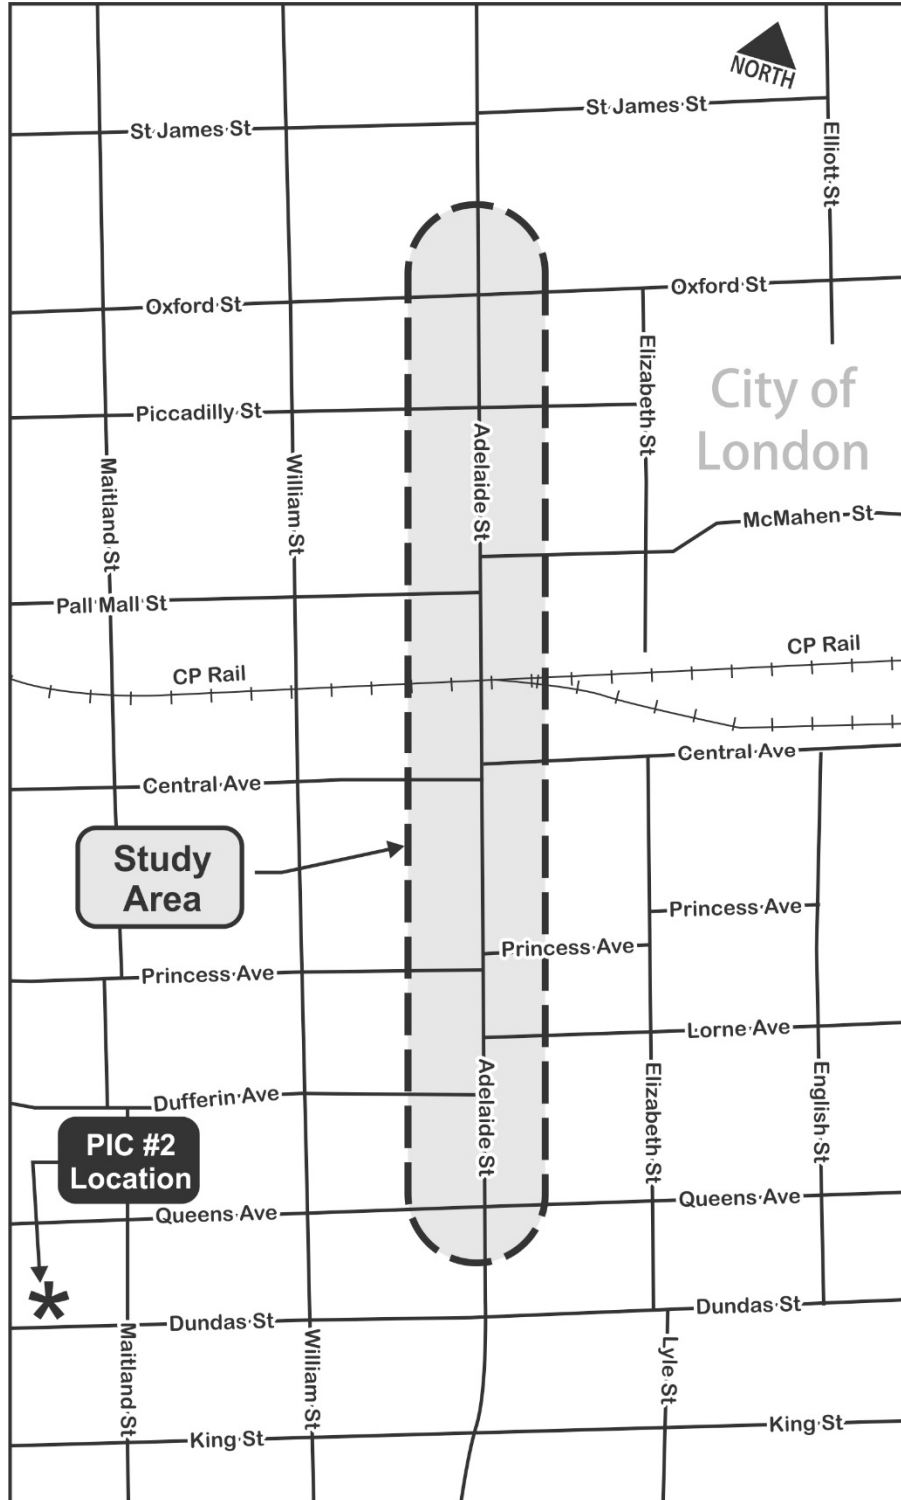 NORTH
St James St
St James St
Elliott St
Oxford St
Oxford St
Elizabeth St
City of
London
Piccadilly St
Adelaide St
Maitland St
William St
McMahen St
Pall Mall St
CP Rail
CP Rail
Central Ave
Central Ave
Study
Area
Princess Ave
Princess Ave
Princess Ave
Lorne Ave
Adelaide St
Elizabeth St
English St
Dufferin Ave
PIC #2
Location
Queens Ave
Queens Ave
*
Dundas St
Dundas St
Maitland St
William St
Lyle St
King St
King St